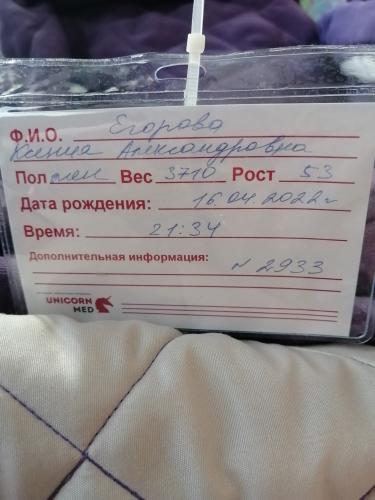 Ф.И.О. Егорова
Ксения Александровна
Пол жен Вес 3710 Рост 53
Дата рождения: 16.04.2022г
Время: 21:34
Дополнительная информация:
N 2933
UNICORN
MED